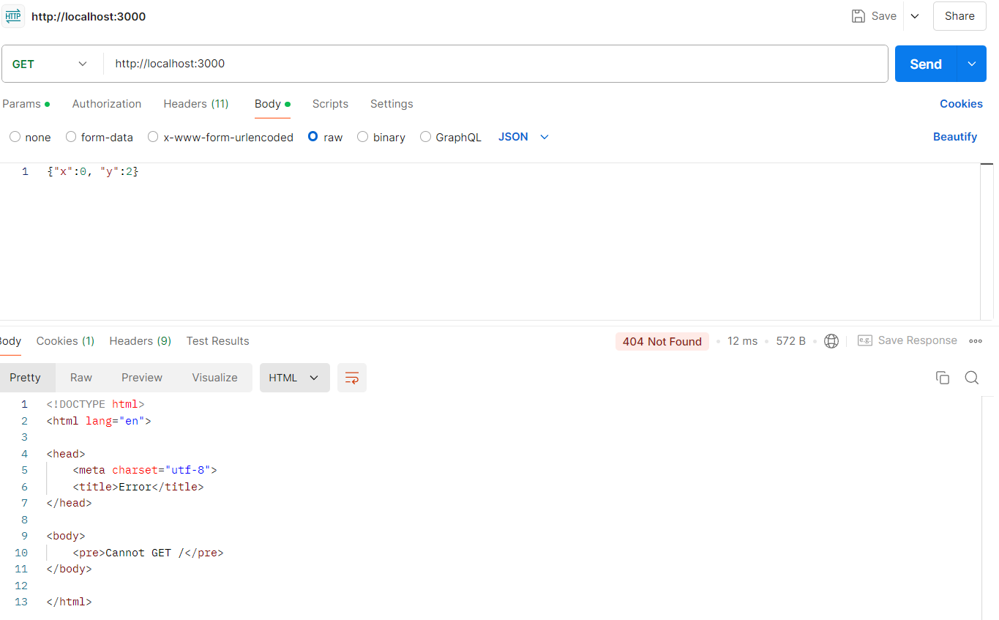 HTTP http://localhost:3000 Save Share
GET http://localhost:3000 Send
Params Authorization Headers (11) Body Scripts Settings Cookies
none form-data x-www-form-urlencoded raw binary GraphQL JSON Beautify
1 {"x":0, "y":2}
Body Cookies (1) Headers (9) Test Results 404 Not Found 12 ms 572 B e.g. Save Response
Pretty Raw Preview Visualize HTML
1 <!DOCTYPE html>
2 <html lang="en">
3
4 <head>
5 <meta charset="utf-8">
6 <title>Error</title>
7 </head>
8
9 <body>
10 <pre>Cannot GET /</pre>
11 </body>
12
13 </html>